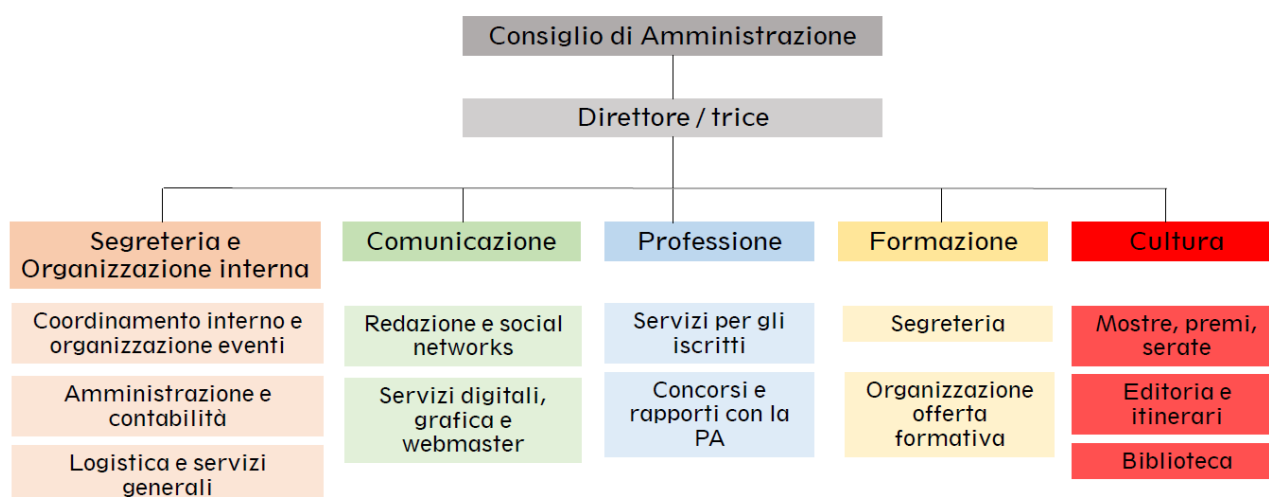 Consiglio di Amministrazione
Direttore / trice
Segreteria e
Organizzazione interna
Coordinamento interno e
organizzazione eventi
Amministrazione e
contabilità
Logistica e servizi
generali
Comunicazione
Redazione e social
networks
Servizi digitali,
grafica e
webmaster
Professione
Servizi per gli
iscritti
Concorsi e
rapporti con la
PA
Formazione
Segreteria
Organizzazione
offerta
formativa
Cultura
Mostre, premi,
serate
Editoria e
itinerari
Biblioteca